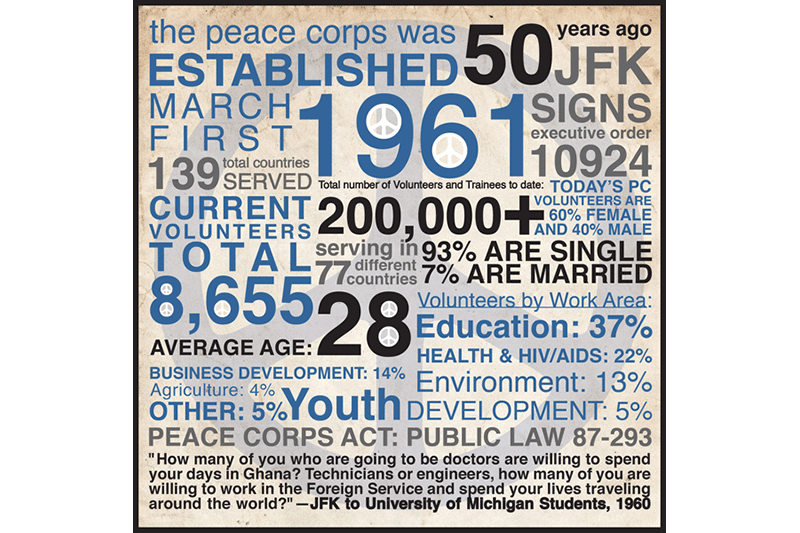 the peace corps was 50 years ago
ESTABLISHED JFK
MARCH FIRST 1961 SIGNS
executive order
10924
139 total countries SERVED
Total number of Volunteers and Trainees to date:
200,000+
TODAY'S PC
VOLUNTEERS ARE
60% FEMALE
AND 40% MALE
CURRENT
VOLUNTEERS
TOTAL
8,655
serving in
77 different countries
93% ARE SINGLE
7% ARE MARRIED
AVERAGE AGE: 28
Volunteers by Work Area:
Education: 37%
HEALTH & HIV/AIDS: 22%
BUSINESS DEVELOPMENT: 14%
Environment: 13%
Agriculture: 4%
OTHER: 5% Youth DEVELOPMENT: 5%
PEACE CORPS ACT: PUBLIC LAW 87-293
"How many of you who are going to be doctors are willing to spend
your days in Ghana? Technicians or engineers, how many of you are
willing to work in the Foreign Service and spend your lives traveling
around the world?" —JFK to University of Michigan Students, 1960